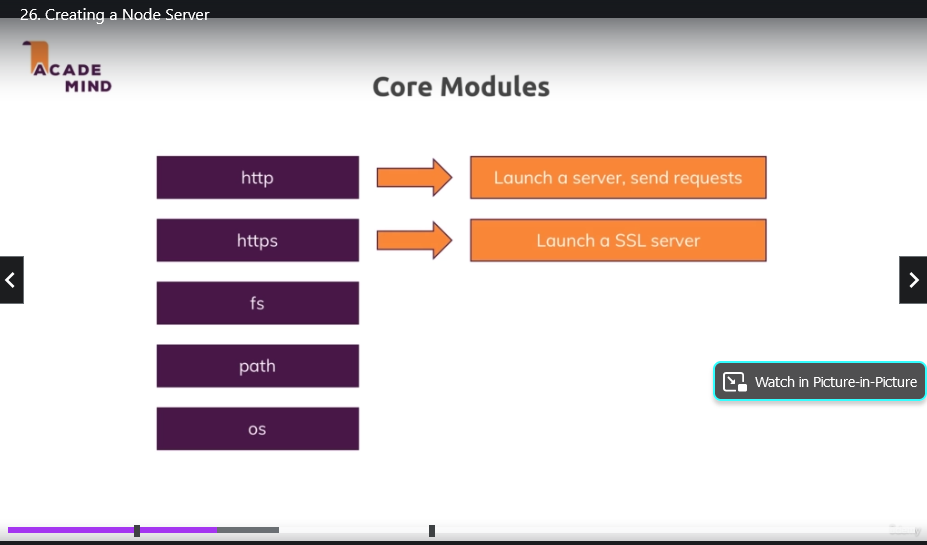 26. Creating a Node Server
ACADE
MIND
Core Modules
http
Launch a server, send requests
https
Launch a SSL server
fs
path
Watch in Picture-in-Picture
os